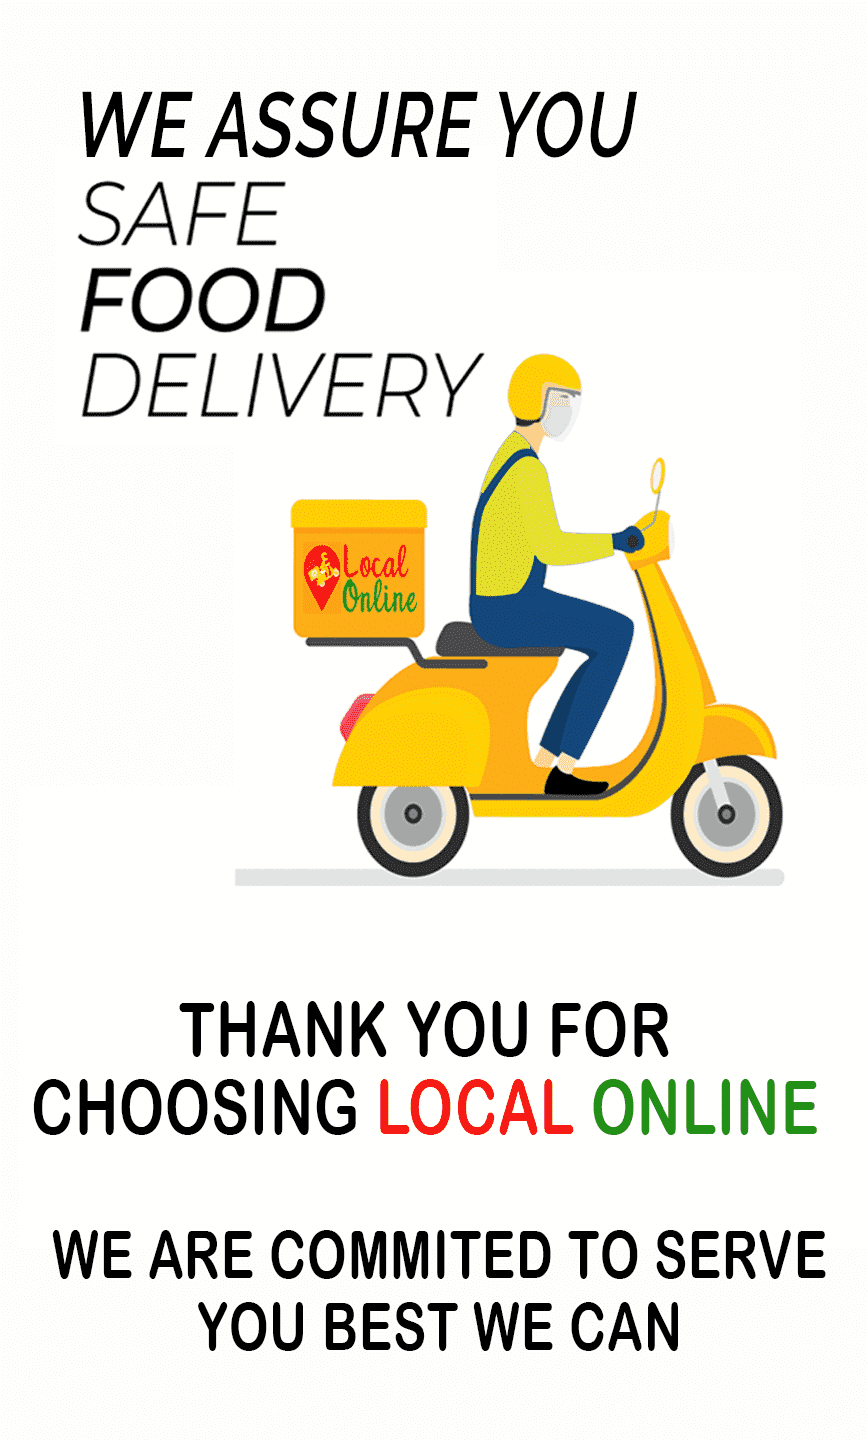 WE ASSURE YOU
SAFE
FOOD
DELIVERY
Local
Online
THANK YOU FOR
CHOOSING LOCAL ONLINE
WE ARE COMMITED TO SERVE
YOU BEST WE CAN